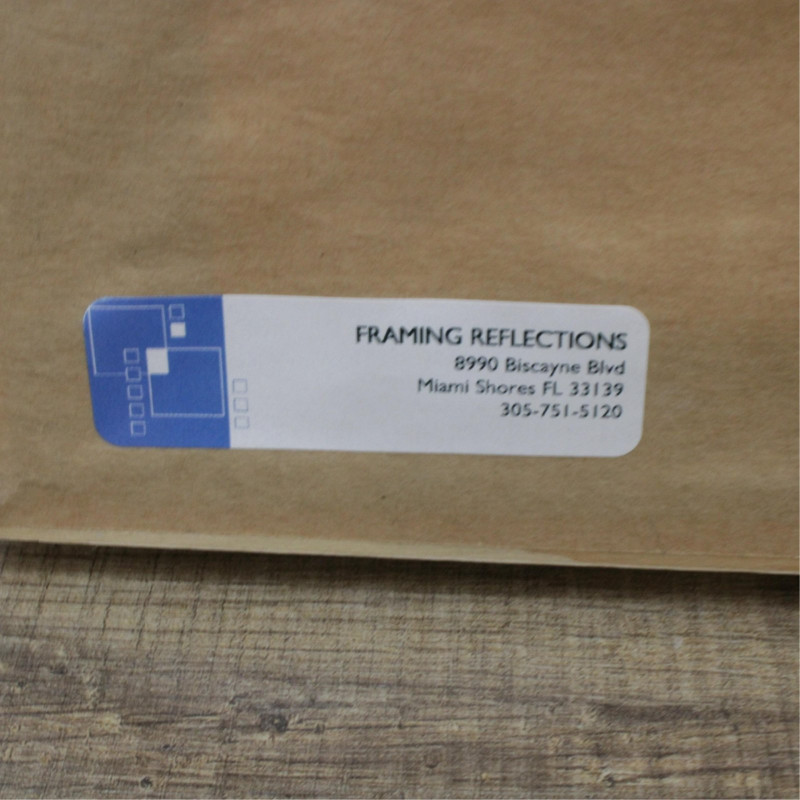 FRAMING REFLECTIONS
8990 Biscayne Blvd
Miami Shores FL 33139
305-751-5120